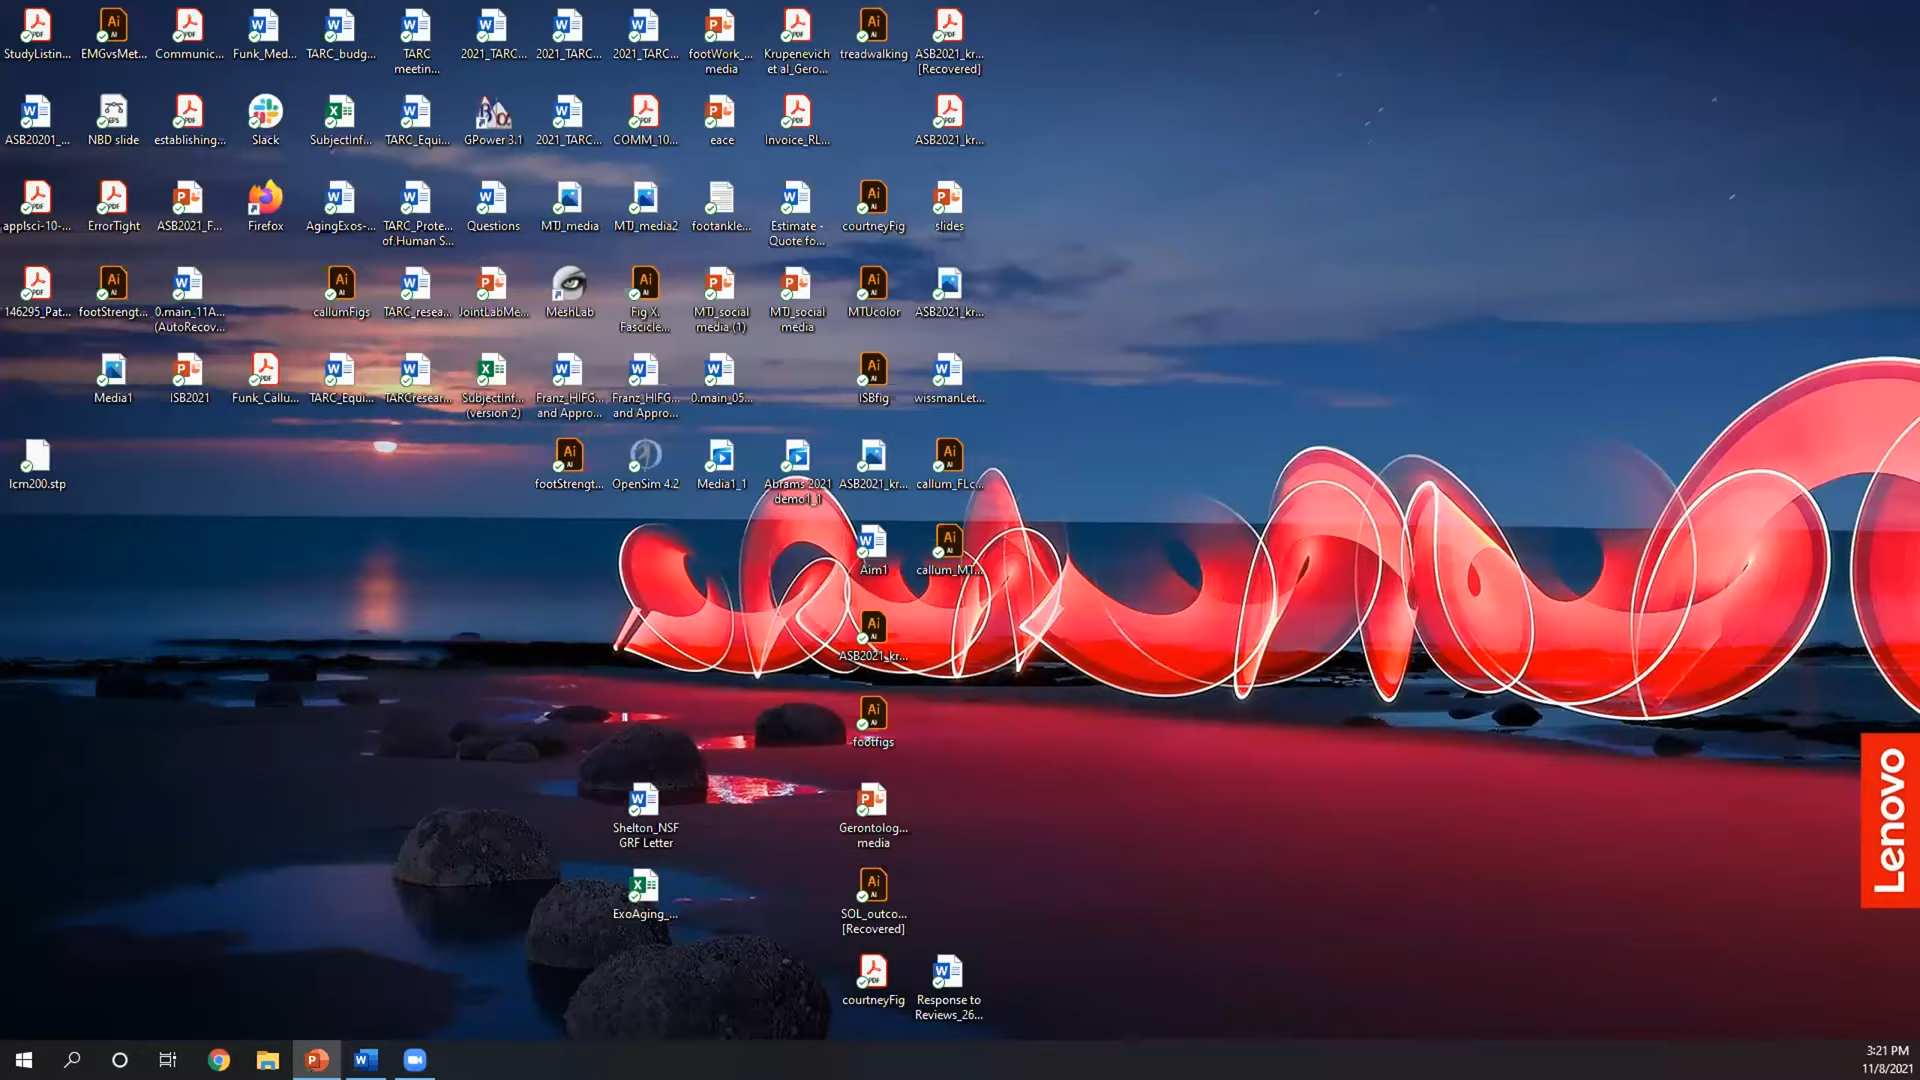 StudyListin...
EMGvsMet...
Communic...
Funk_Med...
TARC_budg...
TARC
meetin...
2021_TARC...
2021_TARC...
2021_TARC...
footWork_...
media
Krupenevich
et al_Gero...
treadwalking
ASB2021_kr...
[Recovered]
ASB20201_...
NBD slide
establishing...
Slack
SubjectInf...
TARC_Equi...
GPower 3.1
2021_TARC...
COMM_10...
eace
Invoice_RL...
ASB2021_kr...
applsci-10-...
ErrorTight
ASB2021_F...
Firefox
AgingExos-...
TARC_Prote...
of Human S...
Questions
MTJ_media
MTJ_media2
footankle...
Estimate -
Quote fo...
courtneyFig
slides
146295_Pat...
footStrengt...
0.main_11A...
(AutoRecov...
callumFigs
TARC_resea...
JointLabMe...
MeshLab
Fig X.
Fascicle...
MTJ_social
media (1)
MTJ_social
media
MTUcolor
ASB2021_kr...
Media1
ISB2021
Funk_Callu...
TARC_Equi...
TARCresear...
SubjectInf...
(version 2)
Franz_HIFG...
and Appro...
Franz_HIFG...
and Appro...
0.main_05...
ISBfig
wissmanLet...
lcm200.stp
footStrengt...
OpenSim 4.2
Media1_1
Abrams 2021
demo1_1
ASB2021_kr...
callum_FLc...
Aim1
callum_MT...
ASB2021_kr...
footfigs
Shelton_NSF
GRF Letter
Gerontolog...
media
ExoAging_...
SOL_outco...
[Recovered]
courtneyFig
Response to
Reviews_26...
Lenovo
3:21 PM
11/8/2021